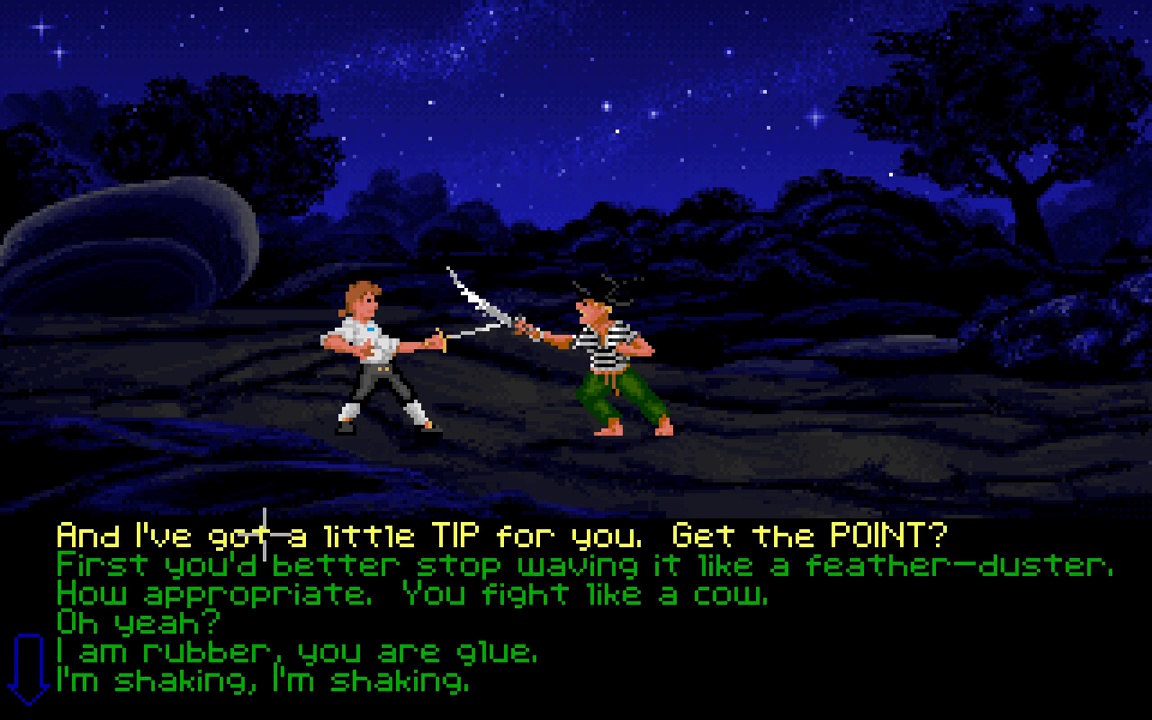 And I've got a little TIP for you.  Get the POINT?
First you'd better stop waving it like a feather-duster.
How appropriate.  You fight like a cow.
Oh yeah?
I am rubber, you are glue.
I'm shaking, I'm shaking.